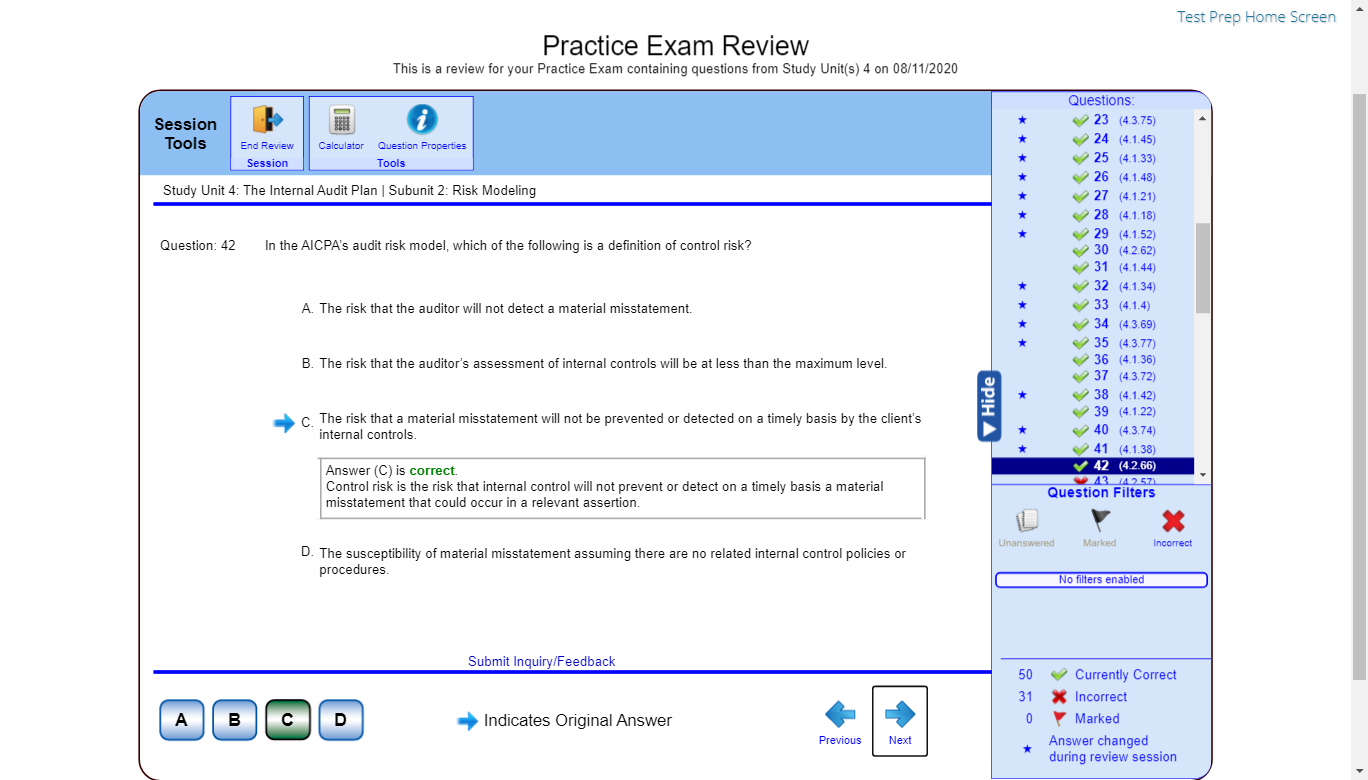 Test Prep Home Screen
Practice Exam Review
This is a review for your Practice Exam containing questions from Study Unit(s) 4 on 08/11/2020
Session
Tools
End Review
Session
Calculator
Question Properties
Tools
Study Unit 4: The Internal Audit Plan | Subunit 2: Risk Modeling
Question: 42 In the AICPA's audit risk model, which of the following is a definition of control risk?
A. The risk that the auditor will not detect a material misstatement.
B. The risk that the auditor's assessment of internal controls will be at less than the maximum level.
C. The risk that a material misstatement will not be prevented or detected on a timely basis by the client's
internal controls.
Answer (C) is correct.
Control risk is the risk that internal control will not prevent or detect on a timely basis a material
misstatement that could occur in a relevant assertion.
D. The susceptibility of material misstatement assuming there are no related internal control policies or
procedures.
Submit Inquiry/Feedback
A B C D
Indicates Original Answer
Previous
Next
Hide
Questions:
23 (4.3.75)
24 (4.1.45)
25 (4.1.33)
26 (4.1.48)
27 (4.1.21)
28 (4.1.18)
29 (4.1.52)
30 (4.2.62)
31 (4.1.44)
32 (4.1.34)
33 (4.1.4)
34 (4.3.69)
35 (4.3.77)
36 (4.1.36)
37 (4.3.72)
38 (4.1.42)
39 (4.1.22)
40 (4.3.74)
41 (4.1.38)
42 (4.2.66)
43 (4.2.57)
Question Filters
Unanswered
Marked
Incorrect
No filters enabled
50 Currently Correct
31 Incorrect
0 Marked
Answer changed
during review session